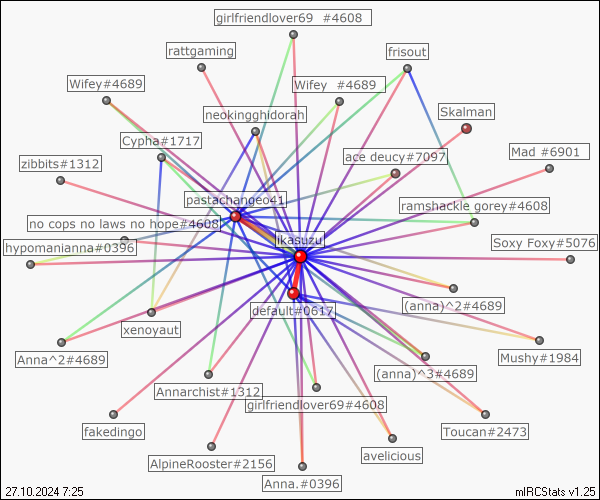 girlfriendlover69 #4608
rattgaming
frisout
Wifey#4689
Wifey #4689
neokingghidorah
Skalman
Cypha#1717
zibbits#1312
ace deucy#7097
Mad #6901
pastachangeo41
ramshackle gorey#4608
no cops no laws no hope#4608
hypomanianna#0396
ikasuzu
Soxy Foxy#5076
default#0617
(anna)^2#4689
xenoyaut
Anna^2#4689
Mushy#1984
(anna)^3#4689
Annarchist#1312
girlfriendlover69#4608
fakedingo
Toucan#2473
AlpineRooster#2156
avelicious
Anna.#0396
27.10.2024 7:25
mIRCStats v1.25